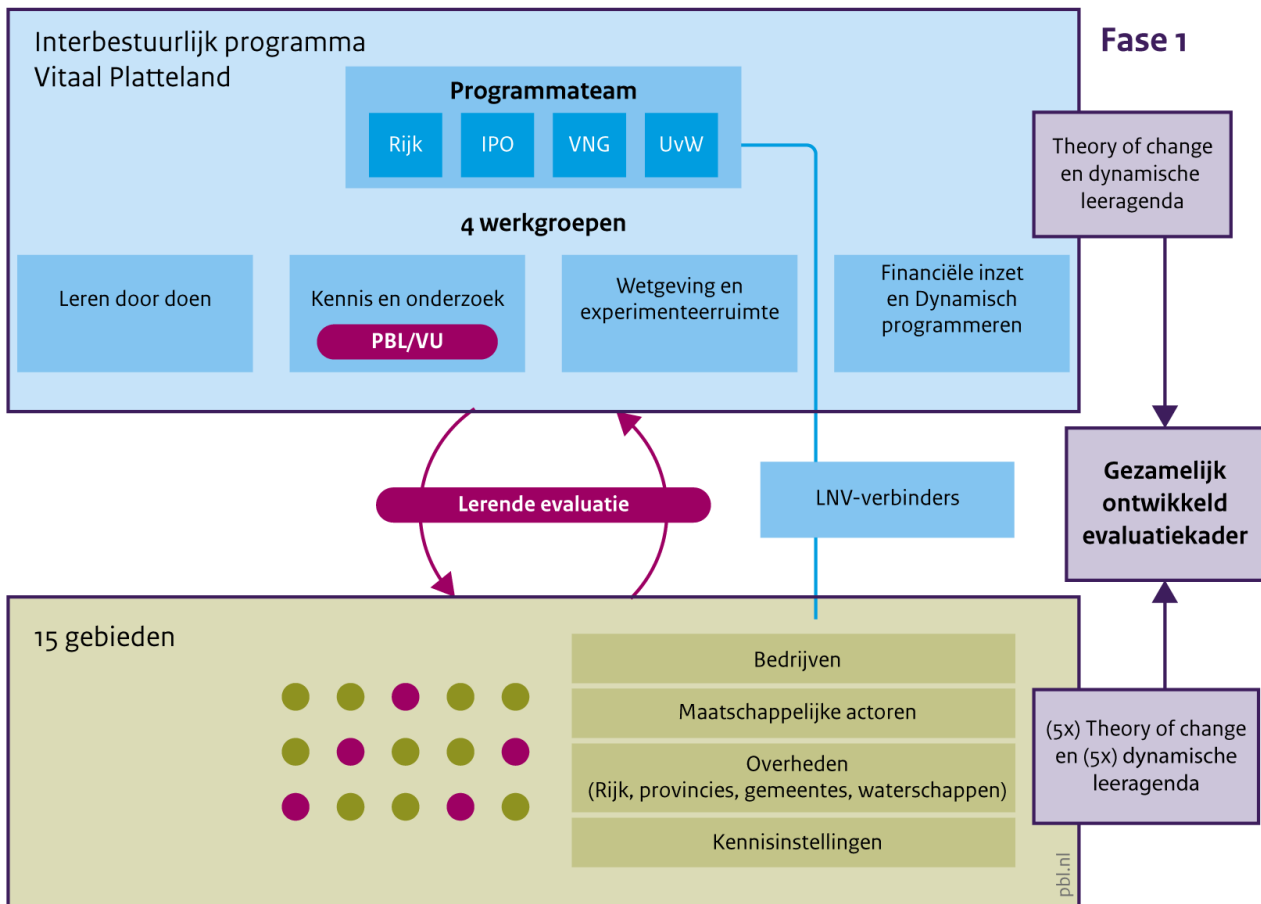 Interbestuurlijk programma
Vitaal Platteland
Fase 1
Programmateam
Rijk
IPO
VNG
UvW
Theory of change
en dynamische
leeragenda
4 werkgroepen
Leren door doen
Kennis en onderzoek
PBL/VU
Wetgeving en
experimenteerruimte
Financiële inzet
en Dynamisch
programmeren
Lerende evaluatie
LNV-verbinders
Gezamelijk
ontwikkeld
evaluatiekader
15 gebieden
Bedrijven
Maatschappelijke actoren
Overheden
(Rijk, provincies, gemeentes, waterschappen)
Kennisinstellingen
(5x) Theory of change
en (5x) dynamische
leeragenda
pbl.nl